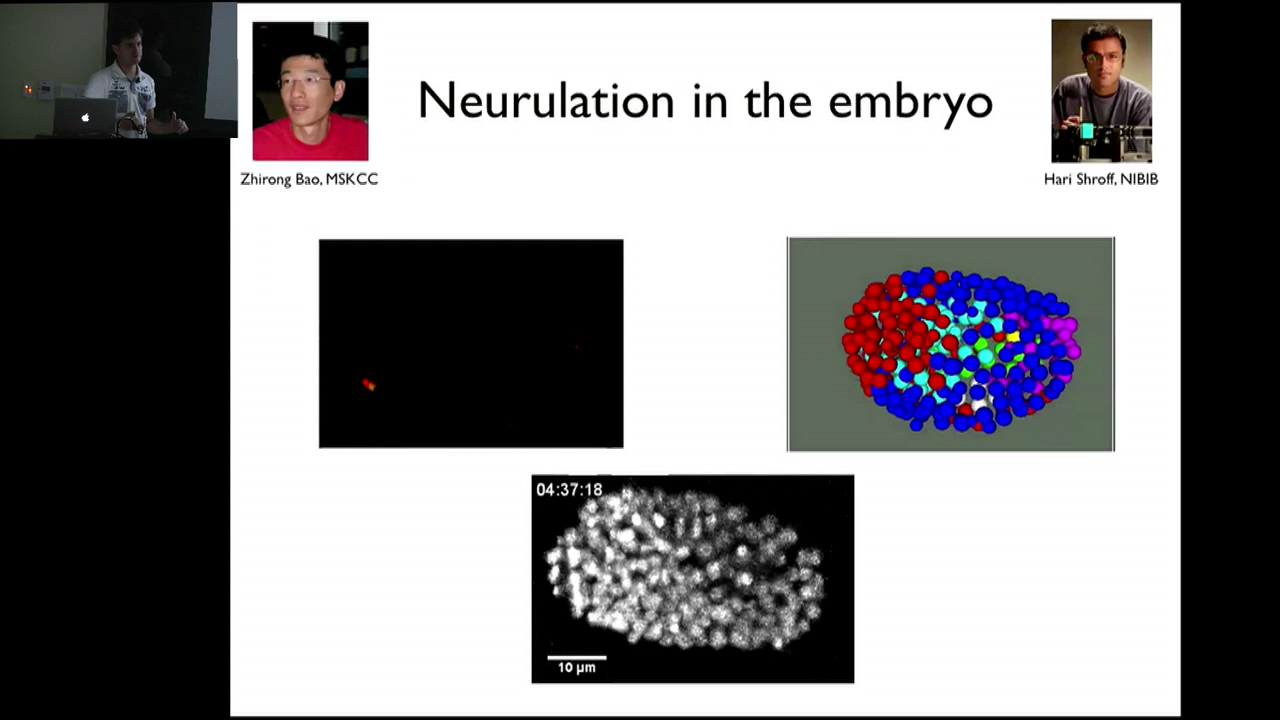 Neurulation in the embryo
Zhirong Bao, MSKCC
Hari Shroff, NIBIB
04:37:18
10 µm